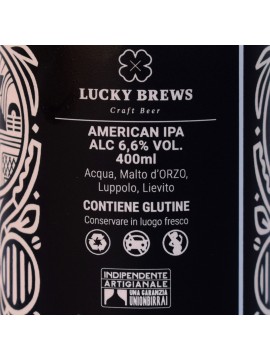 LUCKY BREWS
Craft Beer
AMERICAN IPA
ALC 6,6% VOL.
400ml
Acqua, Malto d'ORZO,
Luppolo, Lievito
CONTIENE GLUTINE
Conservare in luogo fresco
INDIPENDENTE
ARTIGIANALE
UNA GARANZIA
UNIONBIRRAI